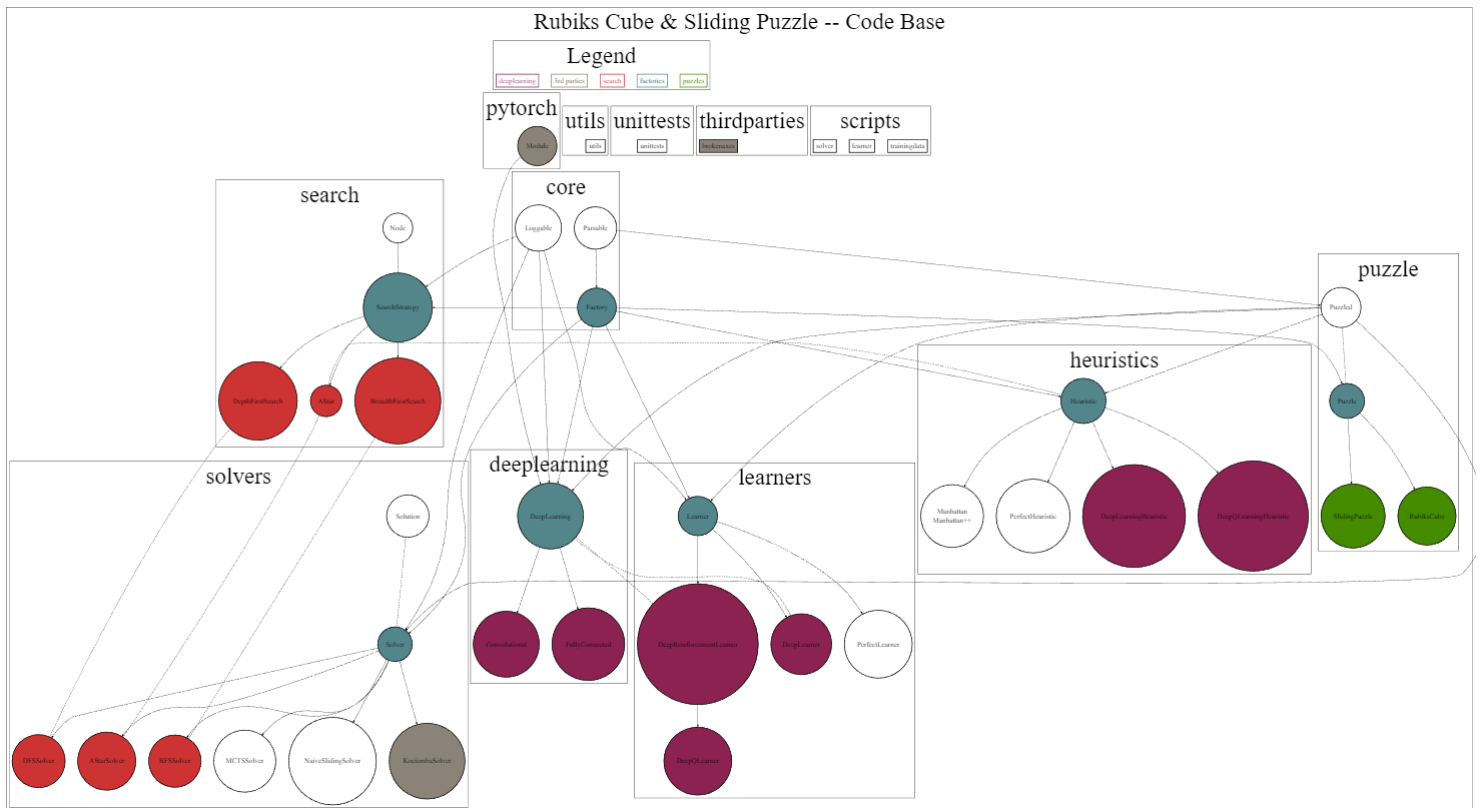 Rubiks Cube & Sliding Puzzle -- Code Base
Legend
deeplearning
3rd parties
search
factories
puzzles
pytorch
Module
utils
utils
unittests
unittests
thirdparties
brokenaxes
scripts
solver
learner
trainingdata
search
Node
SearchStrategy
DepthFirstSearch
AStar
BreadthFirstSearch
core
Loggable
Parsable
Factory
puzzle
Puzzled
Puzzle
SlidingPuzzle
RubiksCube
heuristics
Heuristic
Manhattan
Manhattan++
PerfectHeuristic
DeepLearningHeuristic
DeepQLearningHeuristic
solvers
Solution
Solver
DFSSolver
AStarSolver
BFSSolver
MCTSSolver
NaiveSlidingSolver
KociembaSolver
deeplearning
DeepLearning
Convolutional
FullyConnected
learners
Learner
DeepReinforcementLearner
DeepLearner
PerfectLearner
DeepQLearner